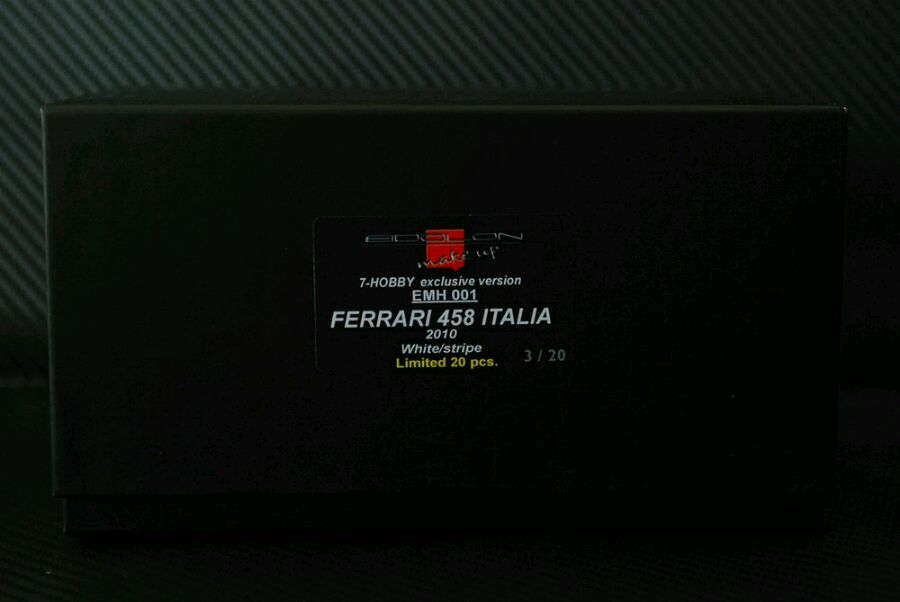 EIDOLON
make up
7-HOBBY exclusive version
EMH 001
FERRARI 458 ITALIA
2010
White/stripe
Limited 20 pcs.
3 / 20